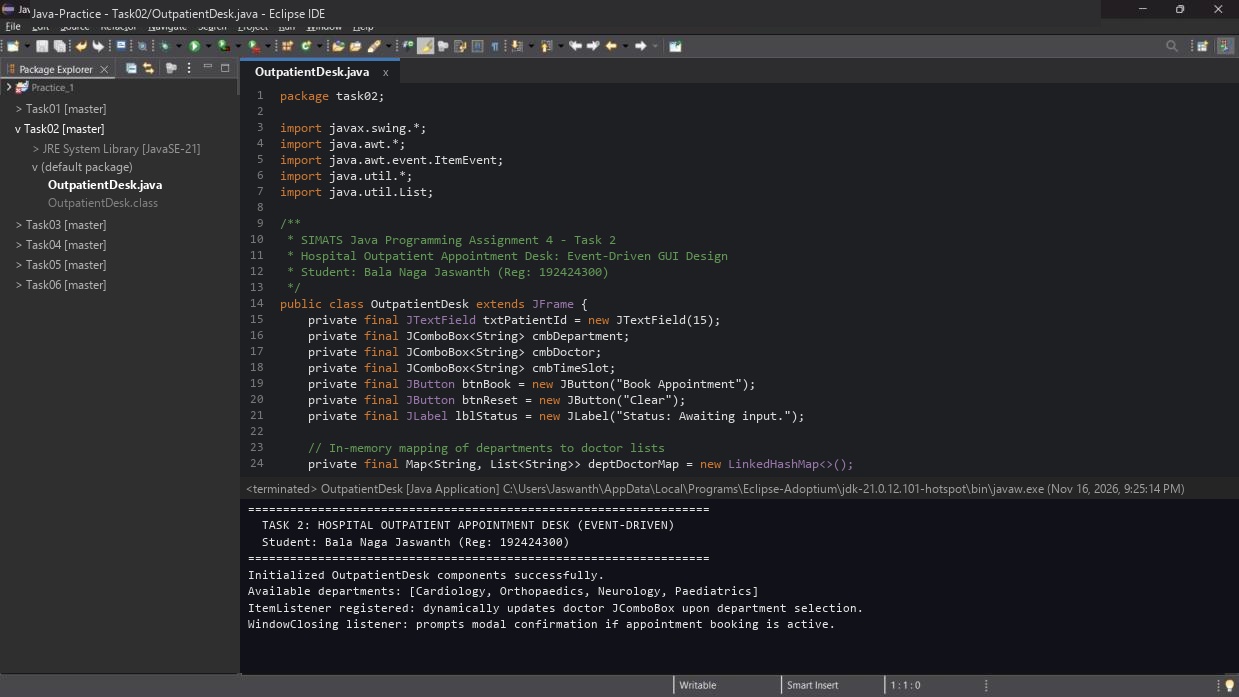 Java-Practice - Task02/OutpatientDesk.java - Eclipse IDE
File Edit Source Refactor Navigate Search Project Run Window Help
Package Explorer
Practice_1
> Task01 [master]
v Task02 [master]
> JRE System Library [JavaSE-21]
v (default package)
OutpatientDesk.java
OutpatientDesk.class
> Task03 [master]
> Task04 [master]
> Task05 [master]
> Task06 [master]
OutpatientDesk.java x
1 package task02;
2
3 import javax.swing.*;
4 import java.awt.*;
5 import java.awt.event.ItemEvent;
6 import java.util.*;
7 import java.util.List;
8
9 /**
10 * SIMATS Java Programming Assignment 4 - Task 2
11 * Hospital Outpatient Appointment Desk: Event-Driven GUI Design
12 * Student: Bala Naga Jaswanth (Reg: 192424300)
13 */
14 public class OutpatientDesk extends JFrame {
15 private final JTextField txtPatientId = new JTextField(15);
16 private final JComboBox<String> cmbDepartment;
17 private final JComboBox<String> cmbDoctor;
18 private final JComboBox<String> cmbTimeSlot;
19 private final JButton btnBook = new JButton("Book Appointment");
20 private final JButton btnReset = new JButton("Clear");
21 private final JLabel lblStatus = new JLabel("Status: Awaiting input.");
22
23 // In-memory mapping of departments to doctor lists
24 private final Map<String, List<String>> deptDoctorMap = new LinkedHashMap<>();
<terminated> OutpatientDesk [Java Application] C:\Users\Jaswanth\AppData\Local\Programs\Eclipse-Adoptium\jdk-21.0.12.101-hotspot\bin\javaw.exe (Nov 16, 2026, 9:25:14 PM)
==================================================================
TASK 2: HOSPITAL OUTPATIENT APPOINTMENT DESK (EVENT-DRIVEN)
Student: Bala Naga Jaswanth (Reg: 192424300)
==================================================================
Initialized OutpatientDesk components successfully.
Available departments: [Cardiology, Orthopaedics, Neurology, Paediatrics]
ItemListener registered: dynamically updates doctor JComboBox upon department selection.
WindowClosing listener: prompts modal confirmation if appointment booking is active.
Writable
Smart Insert
1 : 1 : 0